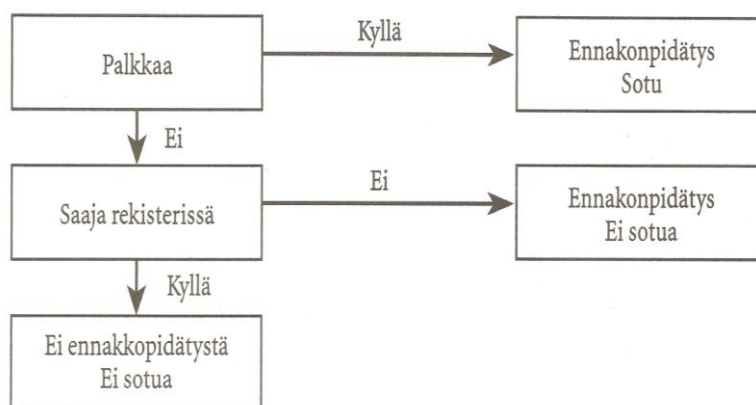 Palkkaa
Kyllä
Ennakonpidätys
Sotu
Ei
Saaja rekisterissä
Ei
Ennakonpidätys
Ei sotua
Kyllä
Ei ennakkopidätystä
Ei sotua